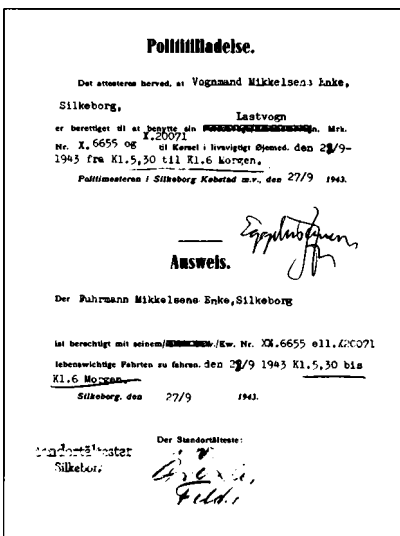 Polititilladelse.
Det attesteres herved, at Vognmand Mikkelsens Enke,
Silkeborg,
Lastvogn
er berettiget til at benytte sin Mrk.
Nr. X. 6655 og X.20071 til Kørsel i livsvigtigt Øjemed. den /9-
1943 fra Kl.5,30 til Kl.6 Morgen.
Politimesteren i Silkeborg Købstad m.v., den 27/9 1943.
Ausweis.
Der Fuhrmann Mikkelsens Enke,Silkeborg
ist berechtigt mit seinem/ /Kw. Nr. XX.6655 ell.X20071
lebenswichtige Fahrten zu fahren. den /9 1943 Kl.5,30 bis
Kl.6 Morgen.
Silkeborg, den 27/9 1943.
Der Standortälteste:
Standortältester
Silkeborg
Feldw.